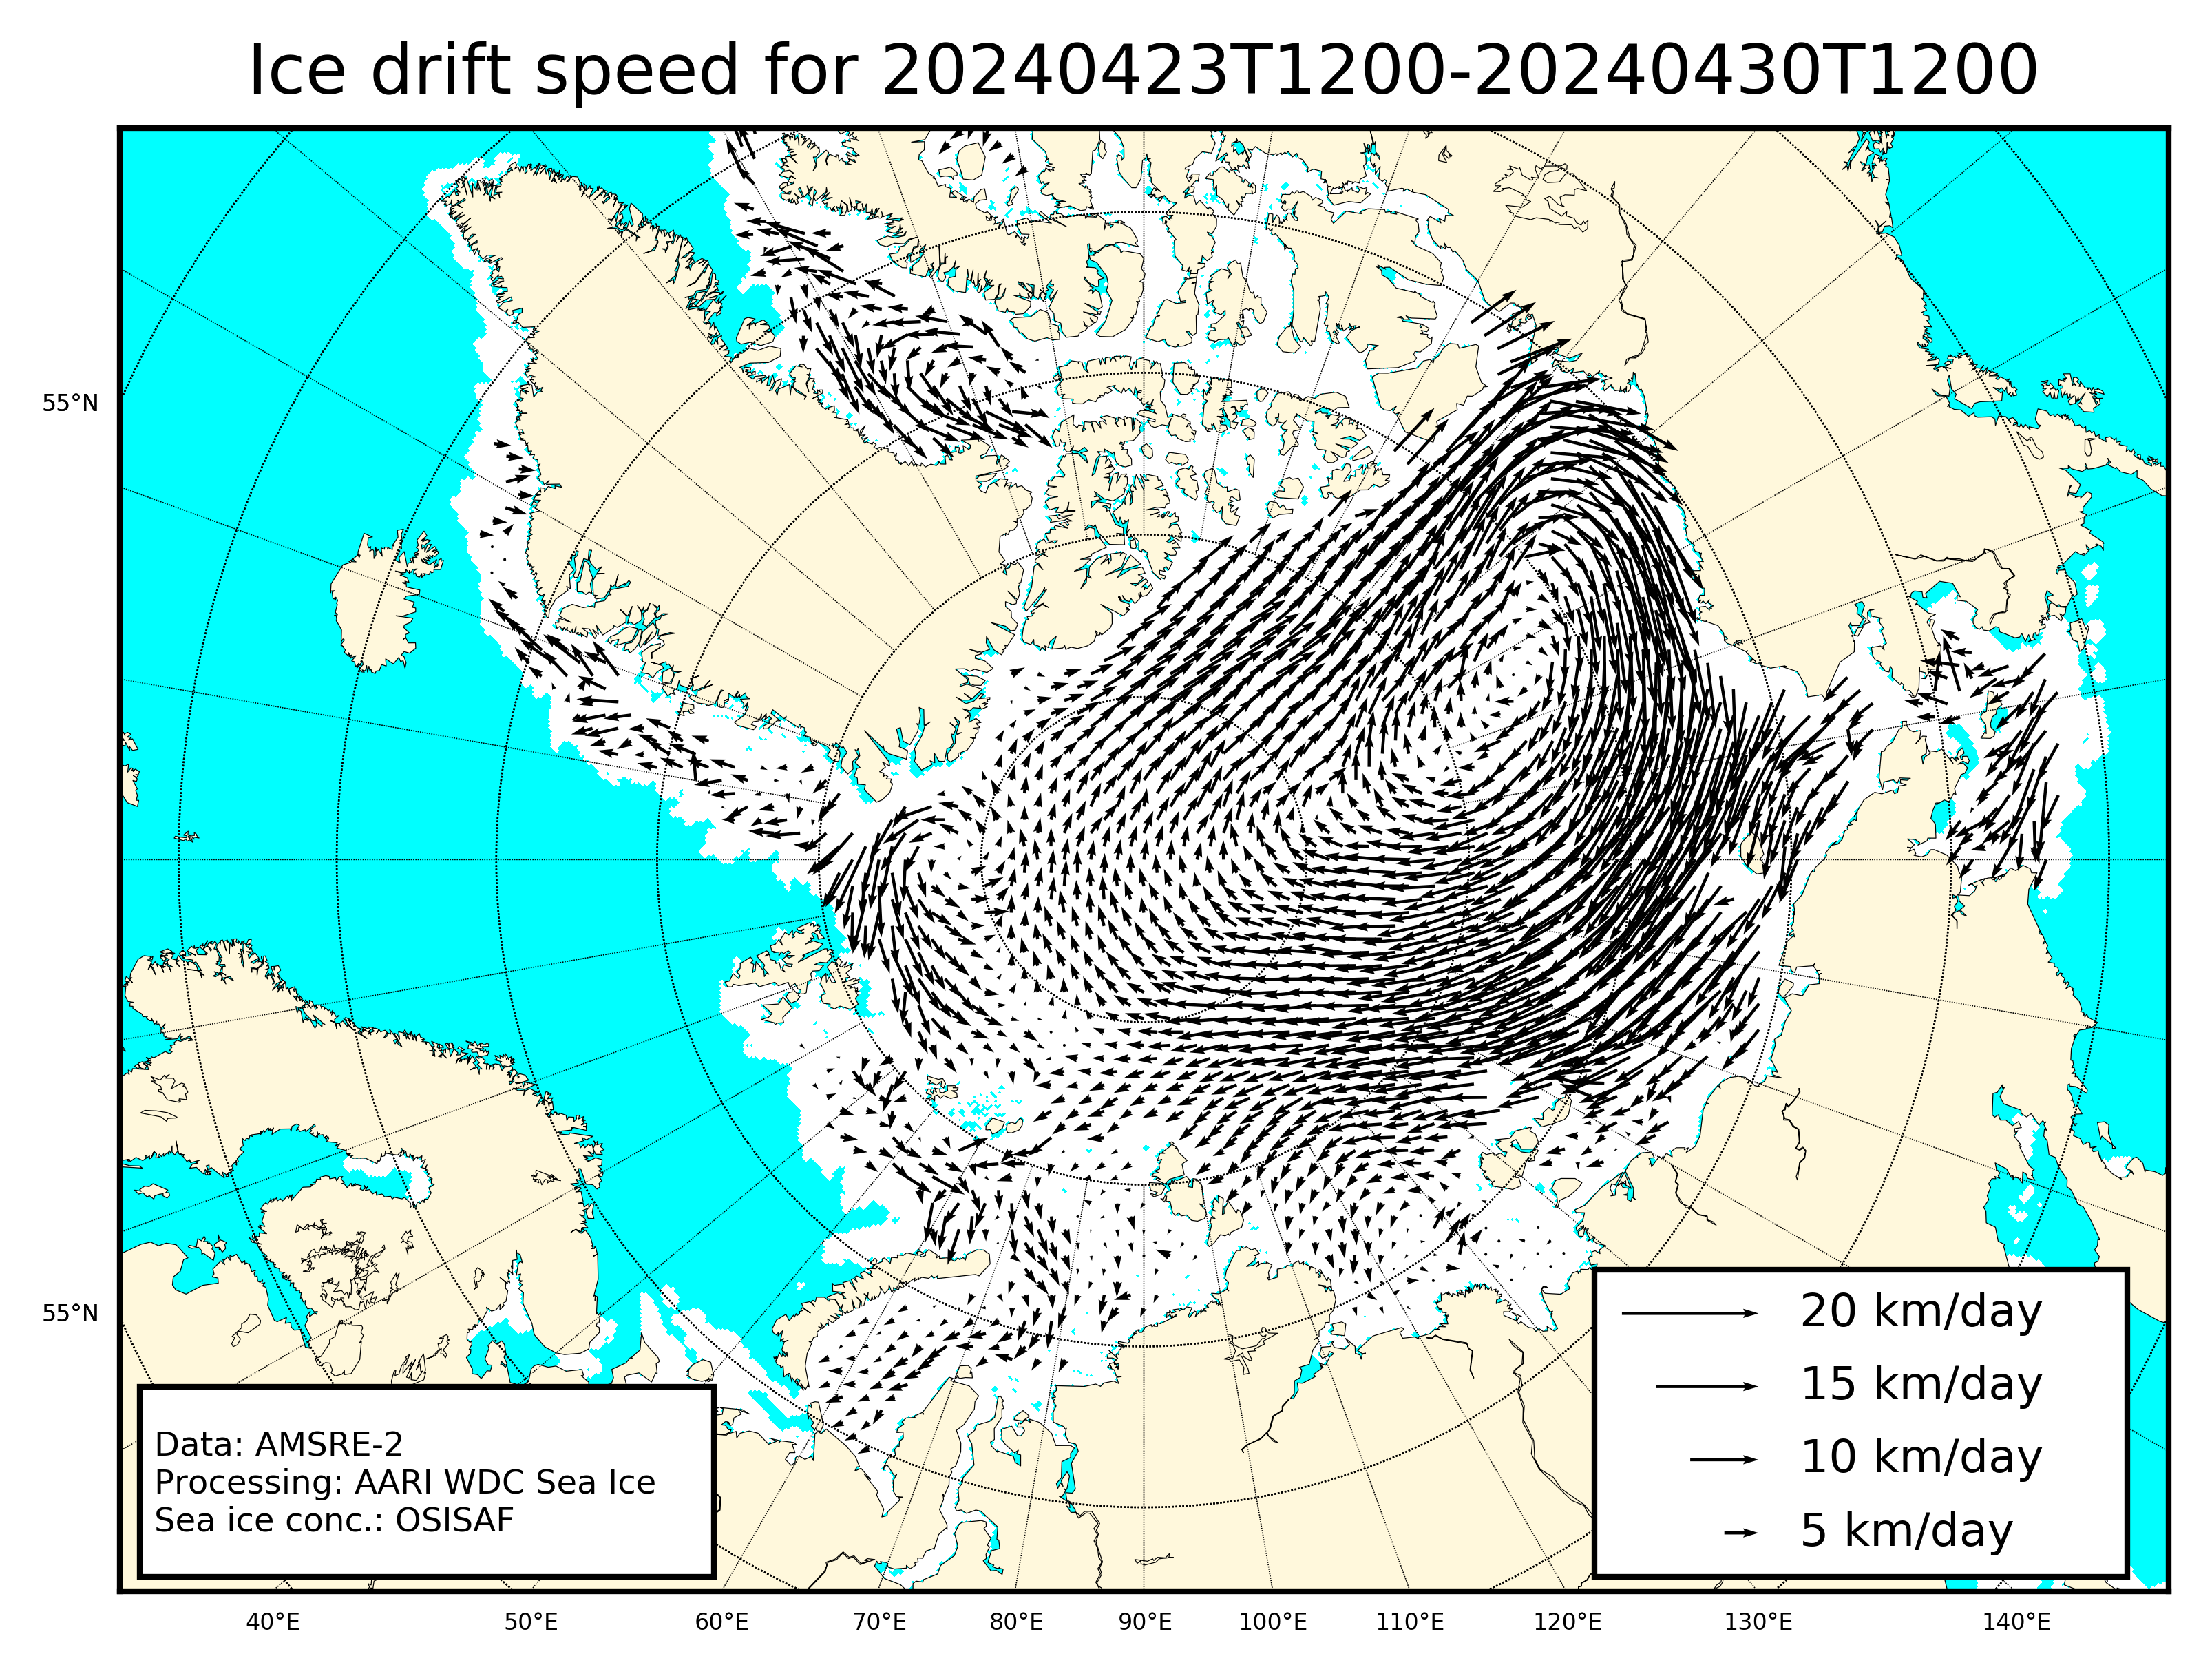 Ice drift speed for 20240423T1200-20240430T1200
55°N
55°N
20 km/day
15 km/day
10 km/day
5 km/day
Data: AMSRE-2
Processing: AARI WDC Sea Ice
Sea ice conc.: OSISAF
40°E
50°E
60°E
70°E
80°E
90°E
100°E
110°E
120°E
130°E
140°E